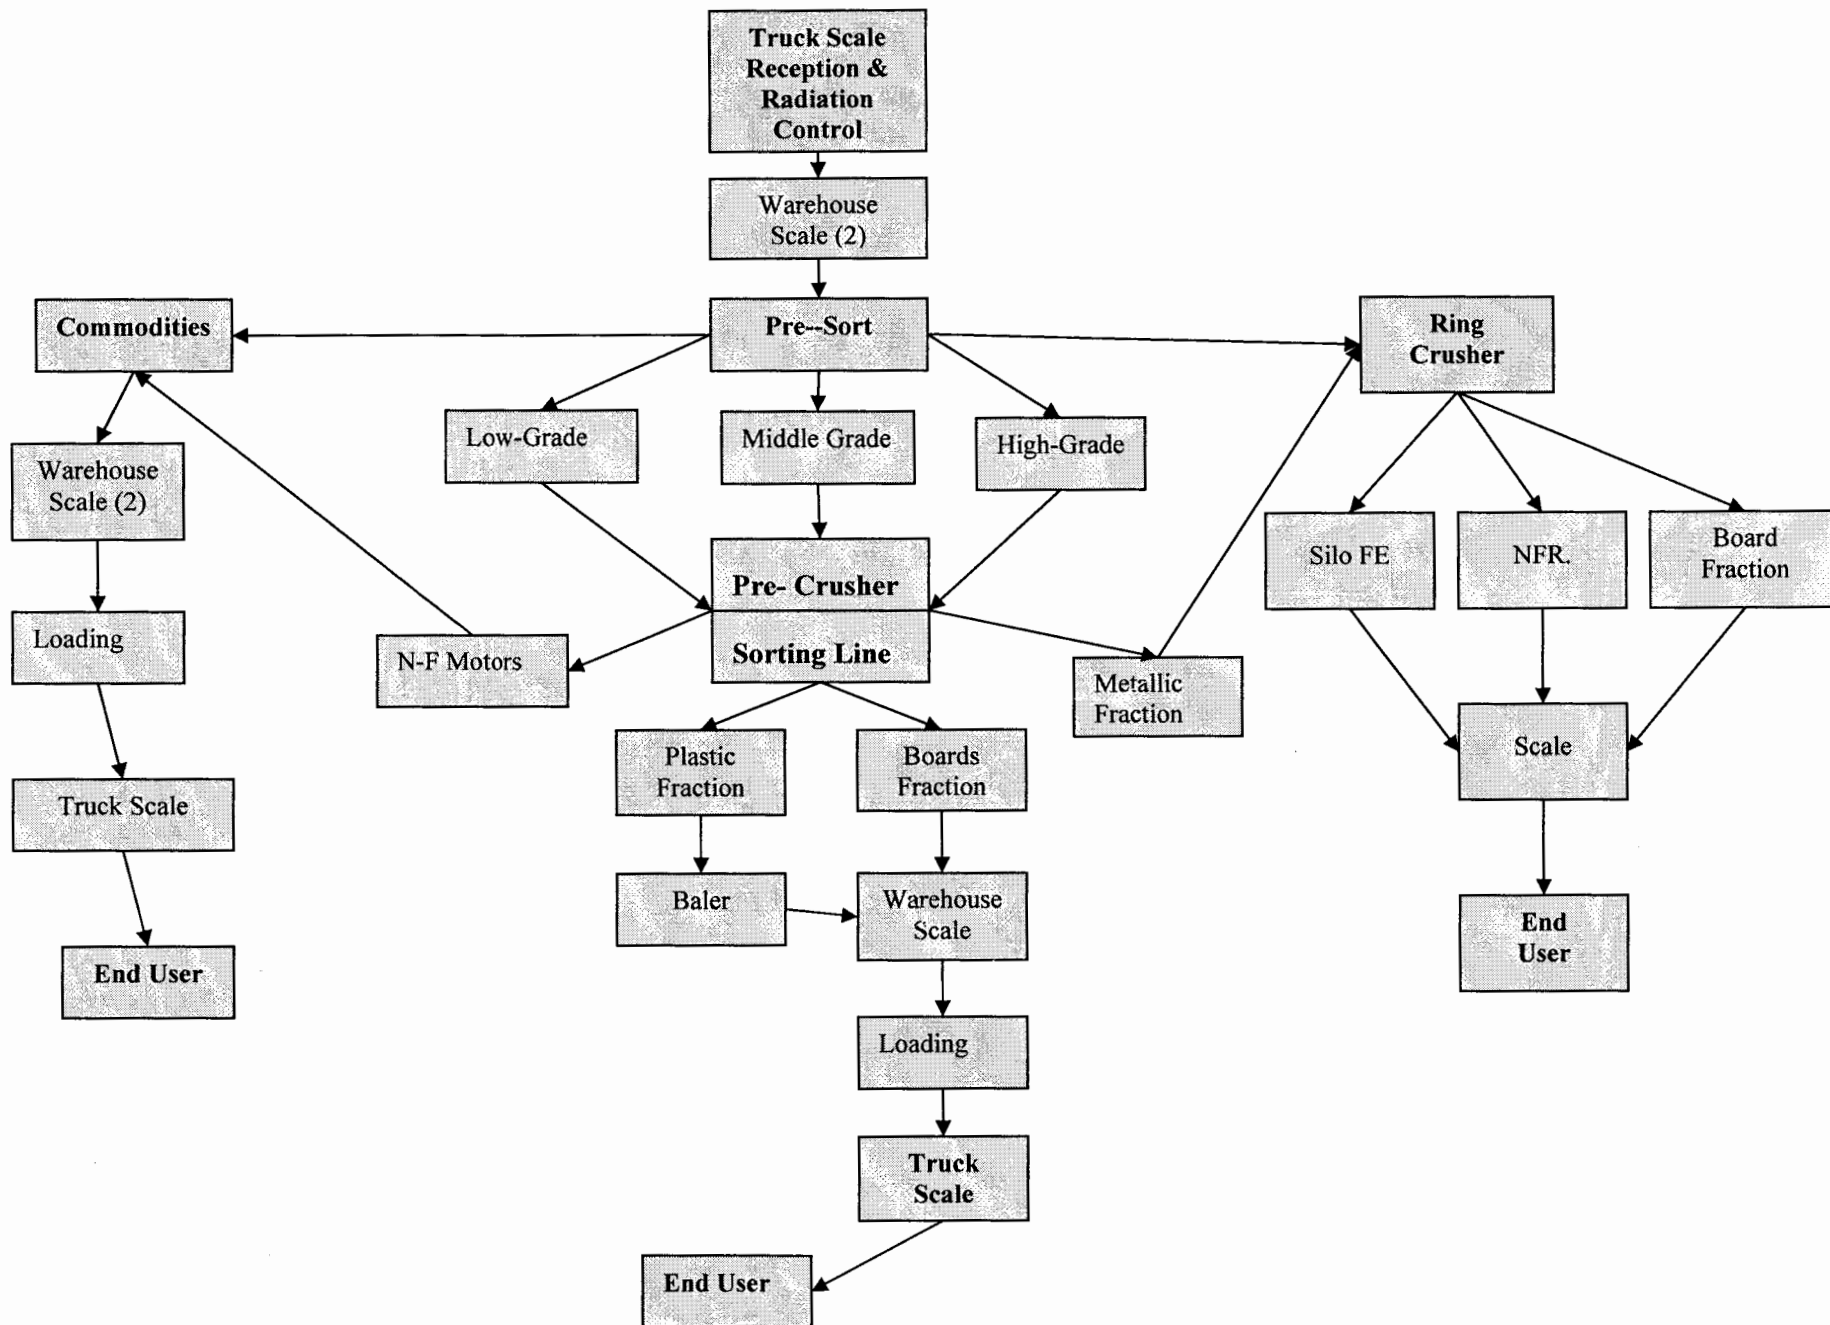 Truck Scale
Reception &
Radiation
Control
Warehouse
Scale (2)
Commodities
Pre--Sort
Ring
Crusher
Low-Grade
Middle Grade
High-Grade
Warehouse
Scale (2)
Silo FE
NFR.
Board
Fraction
Pre- Crusher
Sorting Line
Loading
N-F Motors
Metallic
Fraction
Plastic
Fraction
Boards
Fraction
Scale
Truck Scale
Baler
Warehouse
Scale
End User
End
User
Loading
Truck
Scale
End User